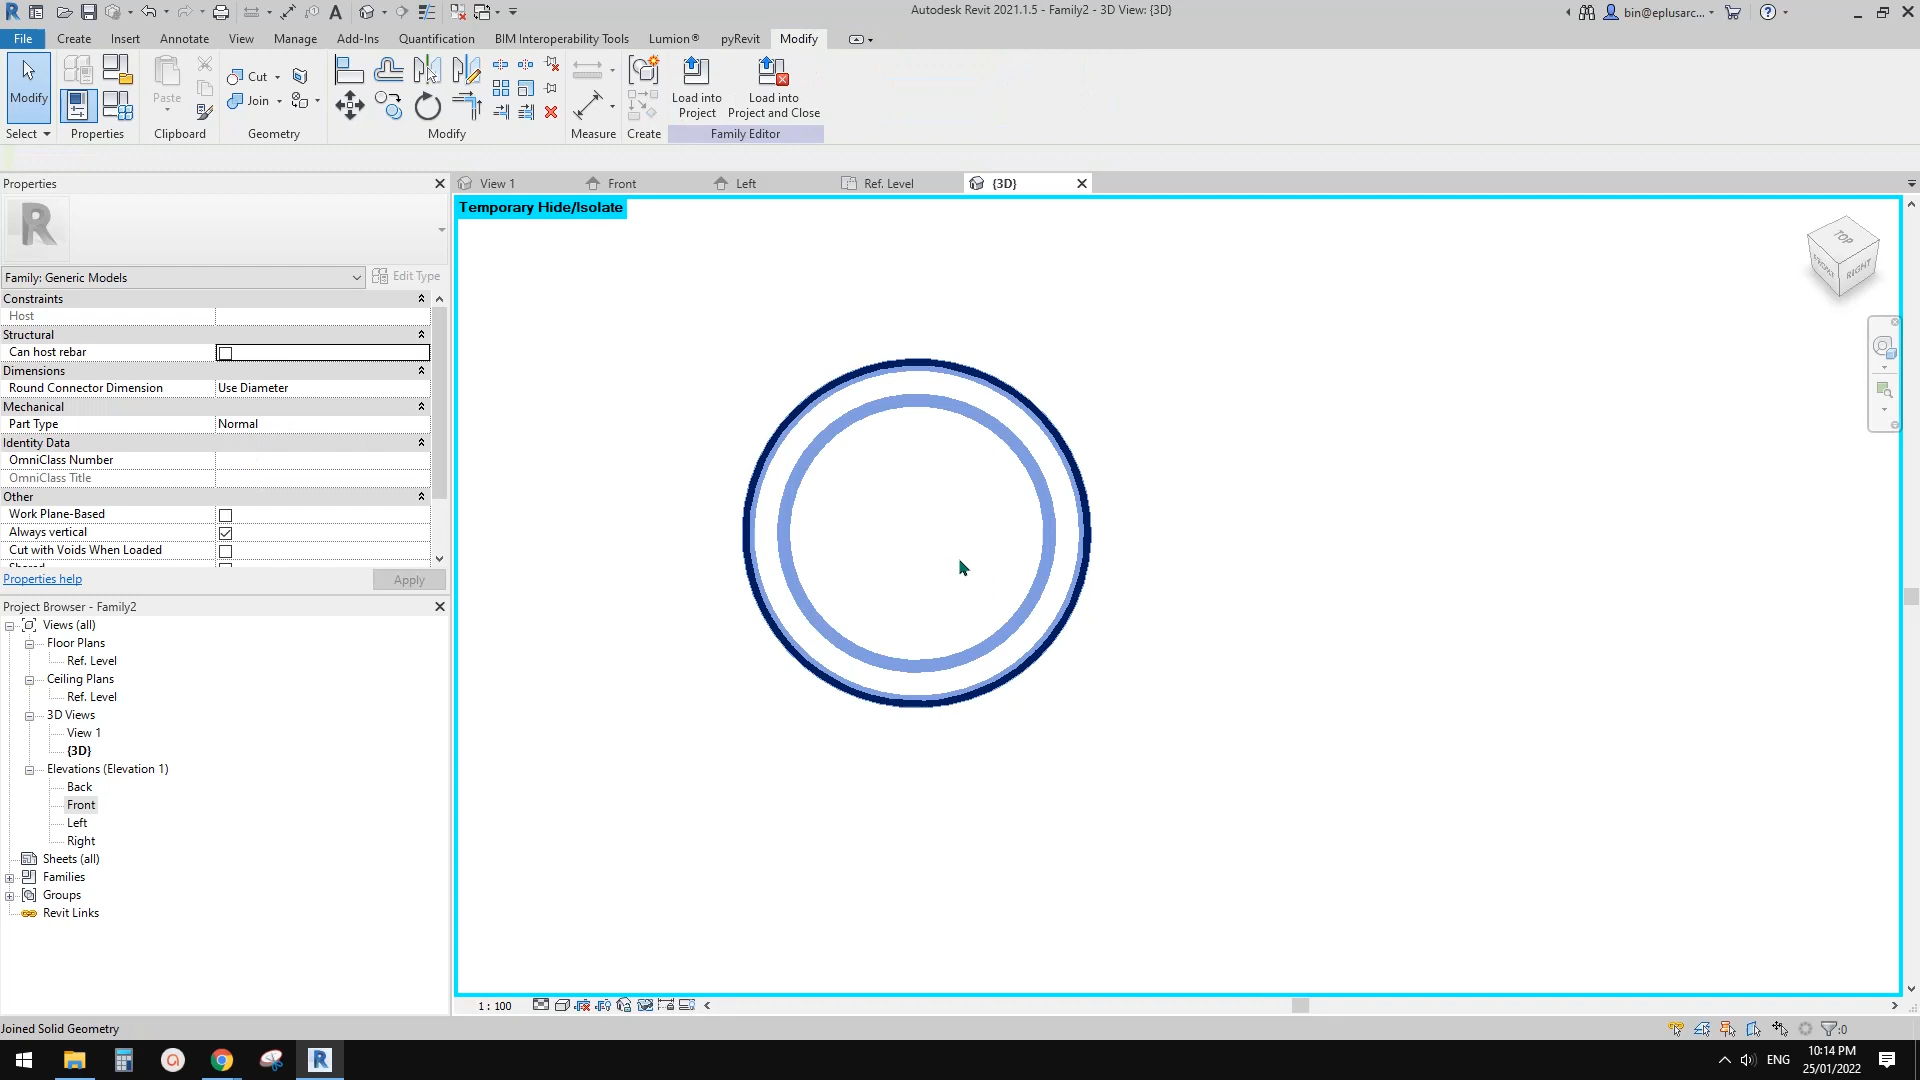 Autodesk Revit 2021.1.5 - Family2 - 3D View: {3D}
bin@eplusarc...
File
Create
Insert
Annotate
View
Manage
Add-Ins
Quantification
BIM Interoperability Tools
Lumion®
pyRevit
Modify
Modify
Paste
Cut
Join
Load into
Project
Load into
Project and Close
Select
Properties
Clipboard
Geometry
Modify
Measure
Create
Family Editor
Properties
View 1
Front
Left
Ref. Level
{3D}
Temporary Hide/Isolate
TOP
FRONT
RIGHT
Family: Generic Models
Edit Type
Constraints
Host
Structural
Can host rebar
Dimensions
Round Connector Dimension
Use Diameter
Mechanical
Part Type
Normal
Identity Data
OmniClass Number
OmniClass Title
Other
Work Plane-Based
Always vertical
Cut with Voids When Loaded
Properties help
Apply
Project Browser - Family2
Views (all)
Floor Plans
Ref. Level
Ceiling Plans
Ref. Level
3D Views
View 1
{3D}
Elevations (Elevation 1)
Back
Front
Left
Right
Sheets (all)
Families
Groups
Revit Links
1 : 100
Joined Solid Geometry
:0
ENG
10:14 PM
25/01/2022